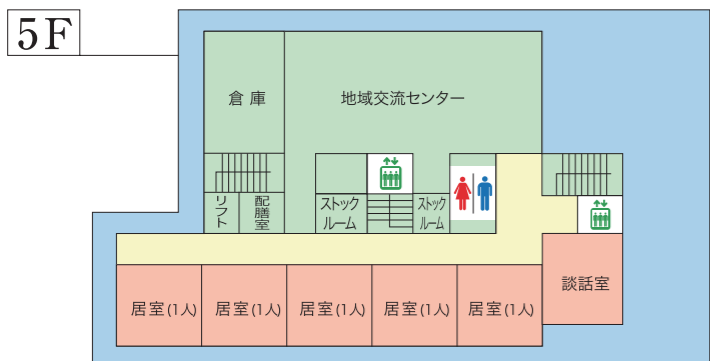 5F
倉庫
地域交流センター
リフト
配膳室
ストック
ルーム
ストック
ルーム
居室(1人)
居室(1人)
居室(1人)
居室(1人)
居室(1人)
談話室